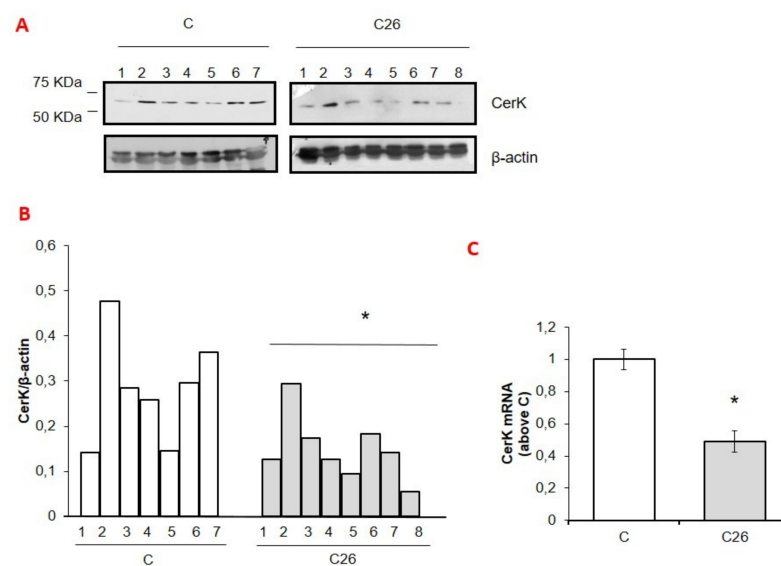 A
C
C26
1 2 3 4 5 6 7
1 2 3 4 5 6 7 8
75 KDa
50 KDa
CerK
β-actin
B
0,6
0,5
0,4
0,3
0,2
0,1
0
CerK/β-actin
*
1 2 3 4 5 6 7
1 2 3 4 5 6 7 8
C
C26
C
1,2
1
0,8
0,6
0,4
0,2
0
CerK mRNA
(above C)
*
C
C26